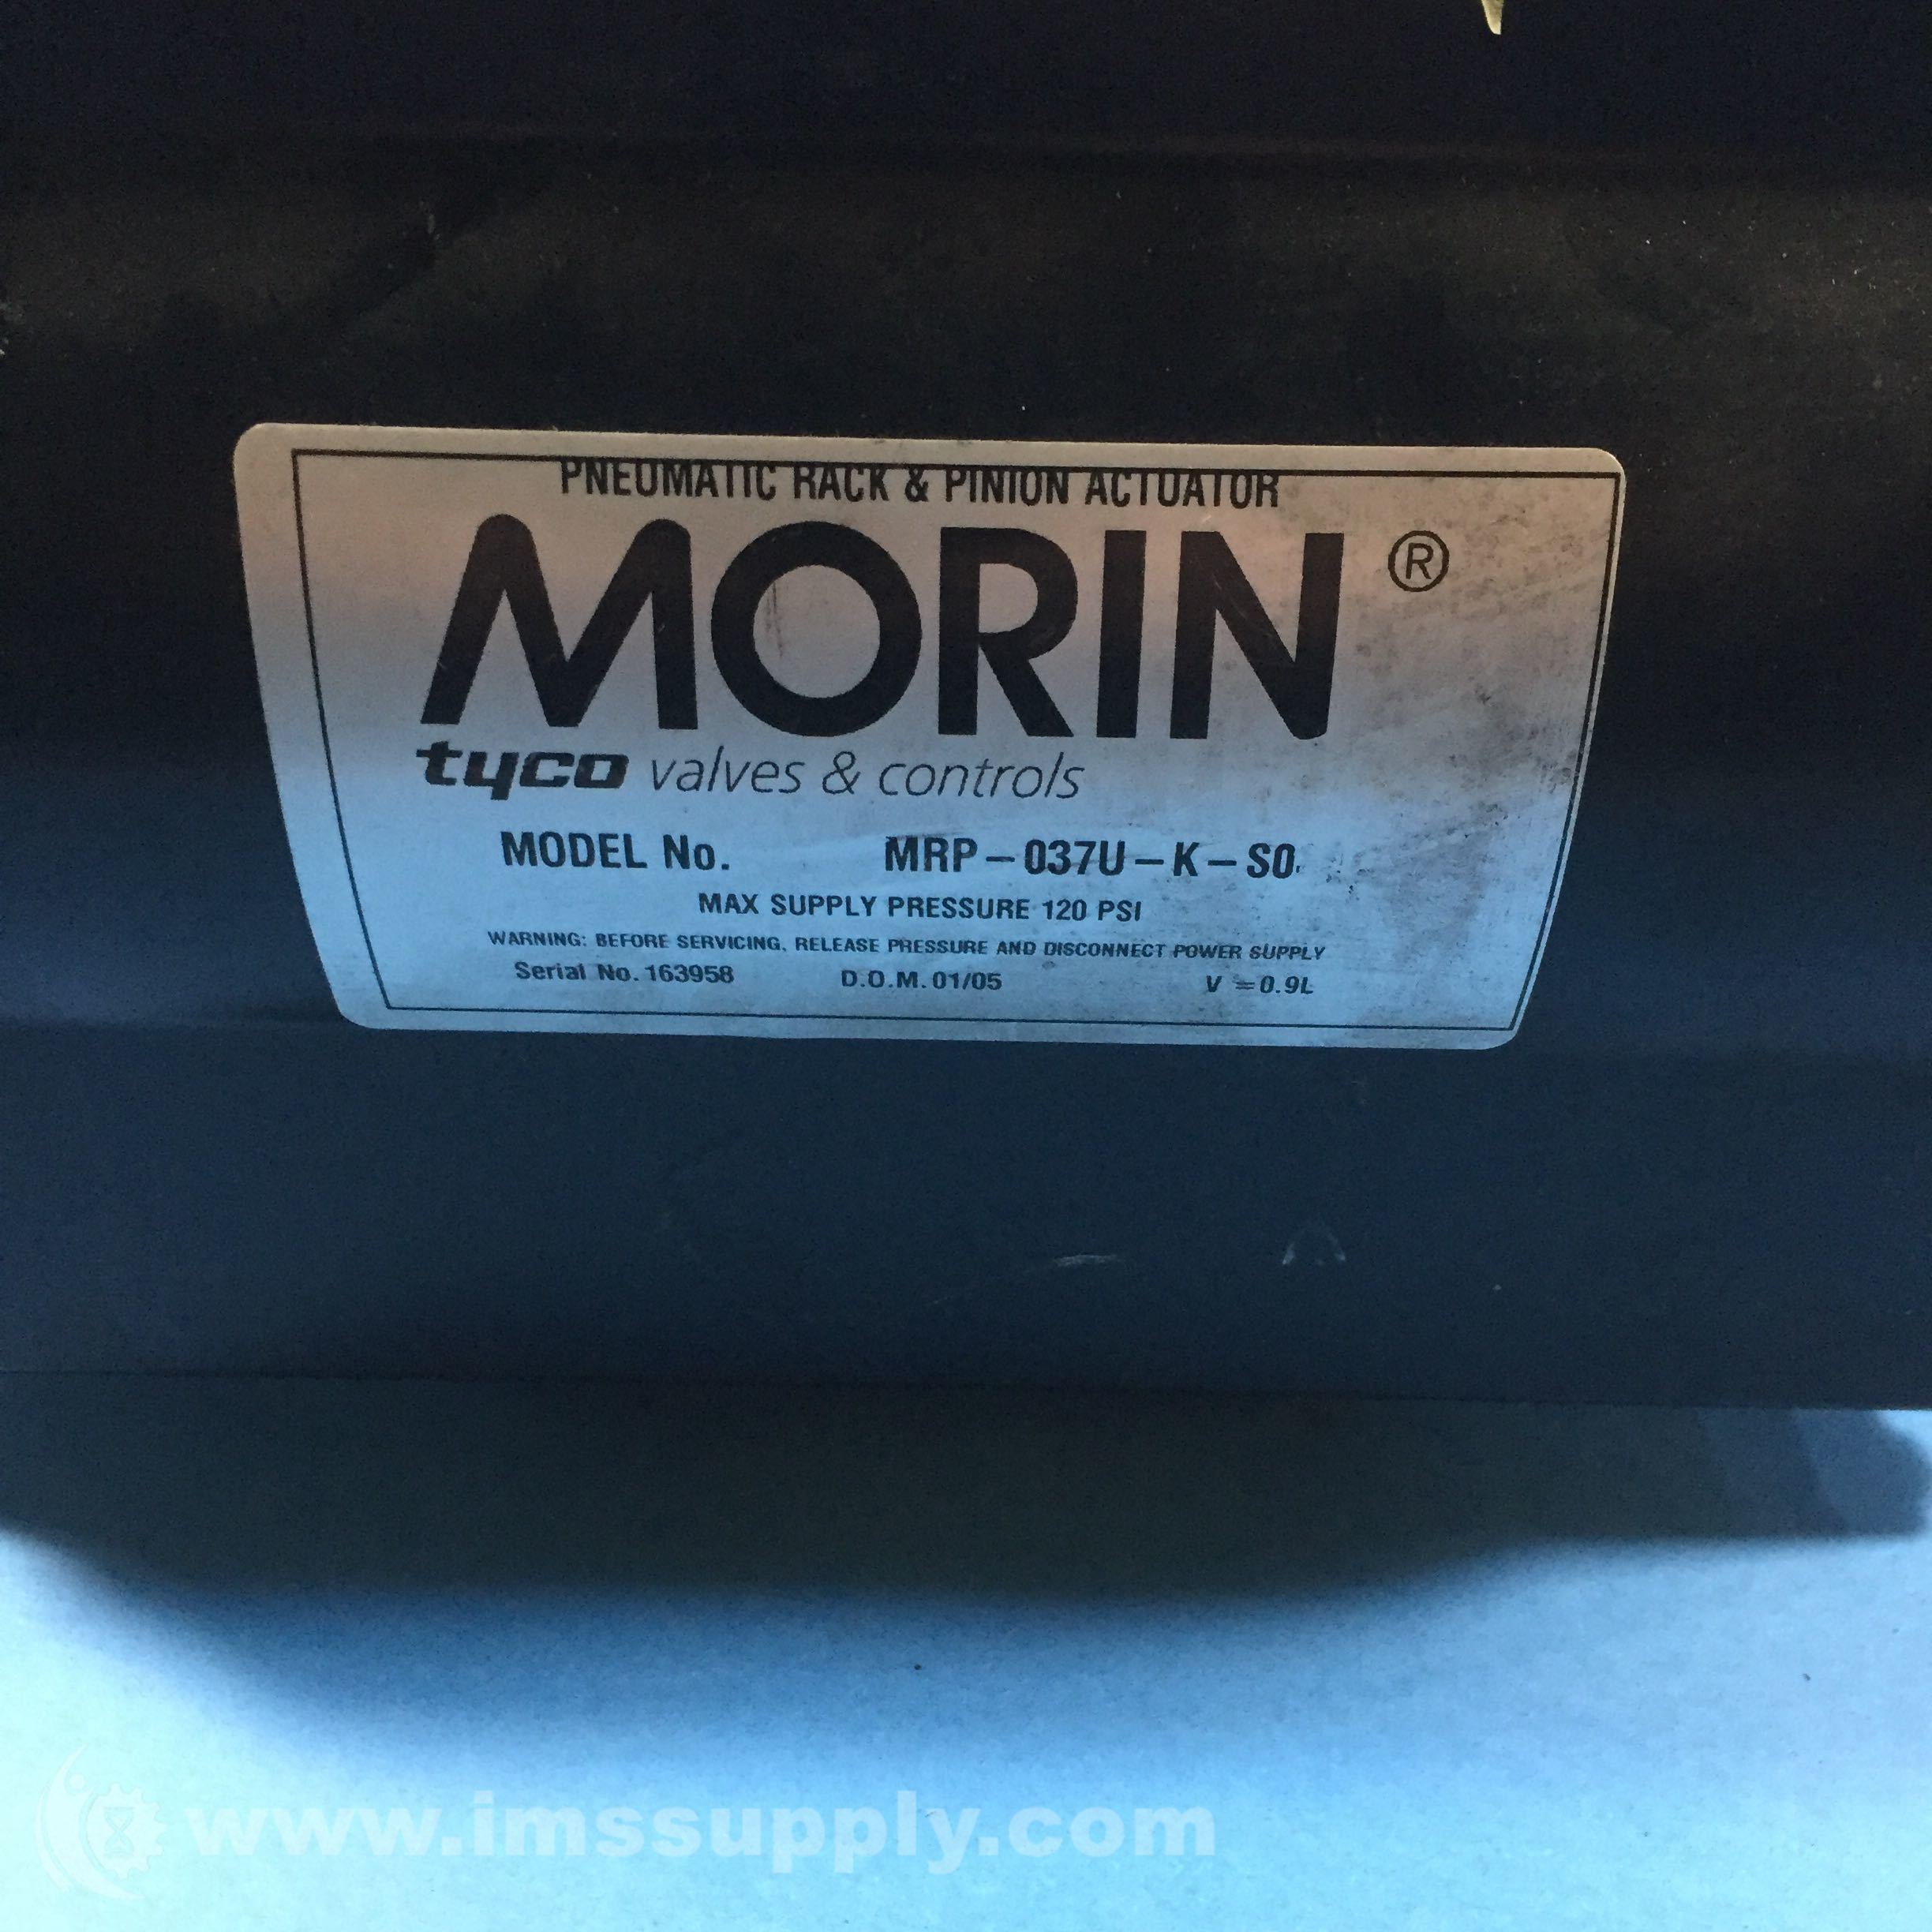 PNEUMATIC RACK & PINION ACTUATOR
MORIN ®
tyco valves & controls
MODEL No. MRP-037U-K-S0
MAX SUPPLY PRESSURE 120 PSI
WARNING: BEFORE SERVICING, RELEASE PRESSURE AND DISCONNECT POWER SUPPLY
Serial No. 163958 D.O.M. 01/05 V =0.9L
www.imssupply.com